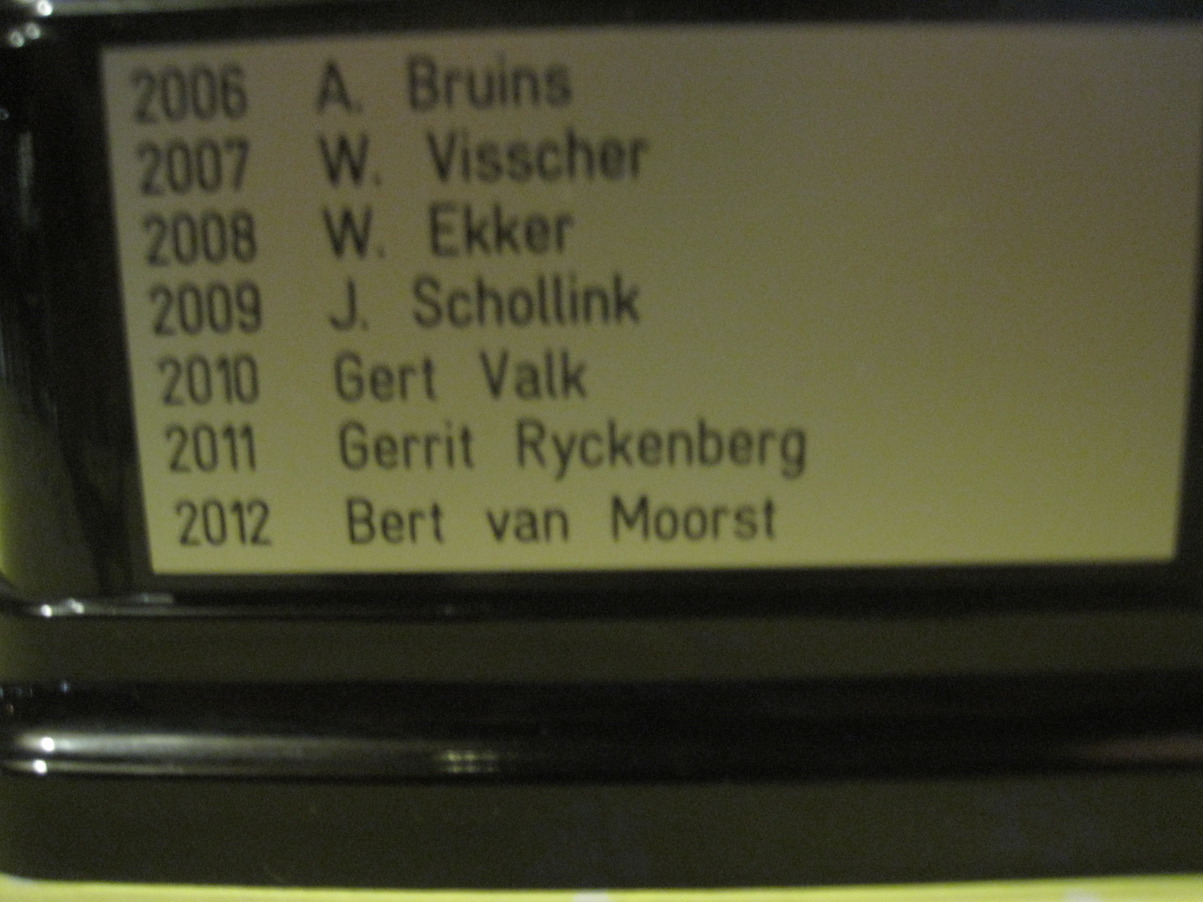 2006 A. Bruins
2007 W. Visscher
2008 W. Ekker
2009 J. Schollink
2010 Gert Valk
2011 Gerrit Ryckenberg
2012 Bert van Moorst